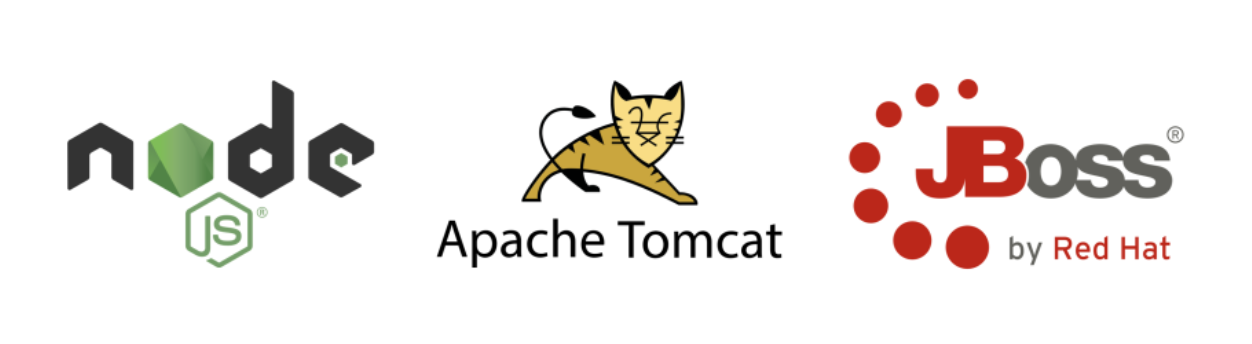 node
JS®
Apache Tomcat
JBoss®
by Red Hat